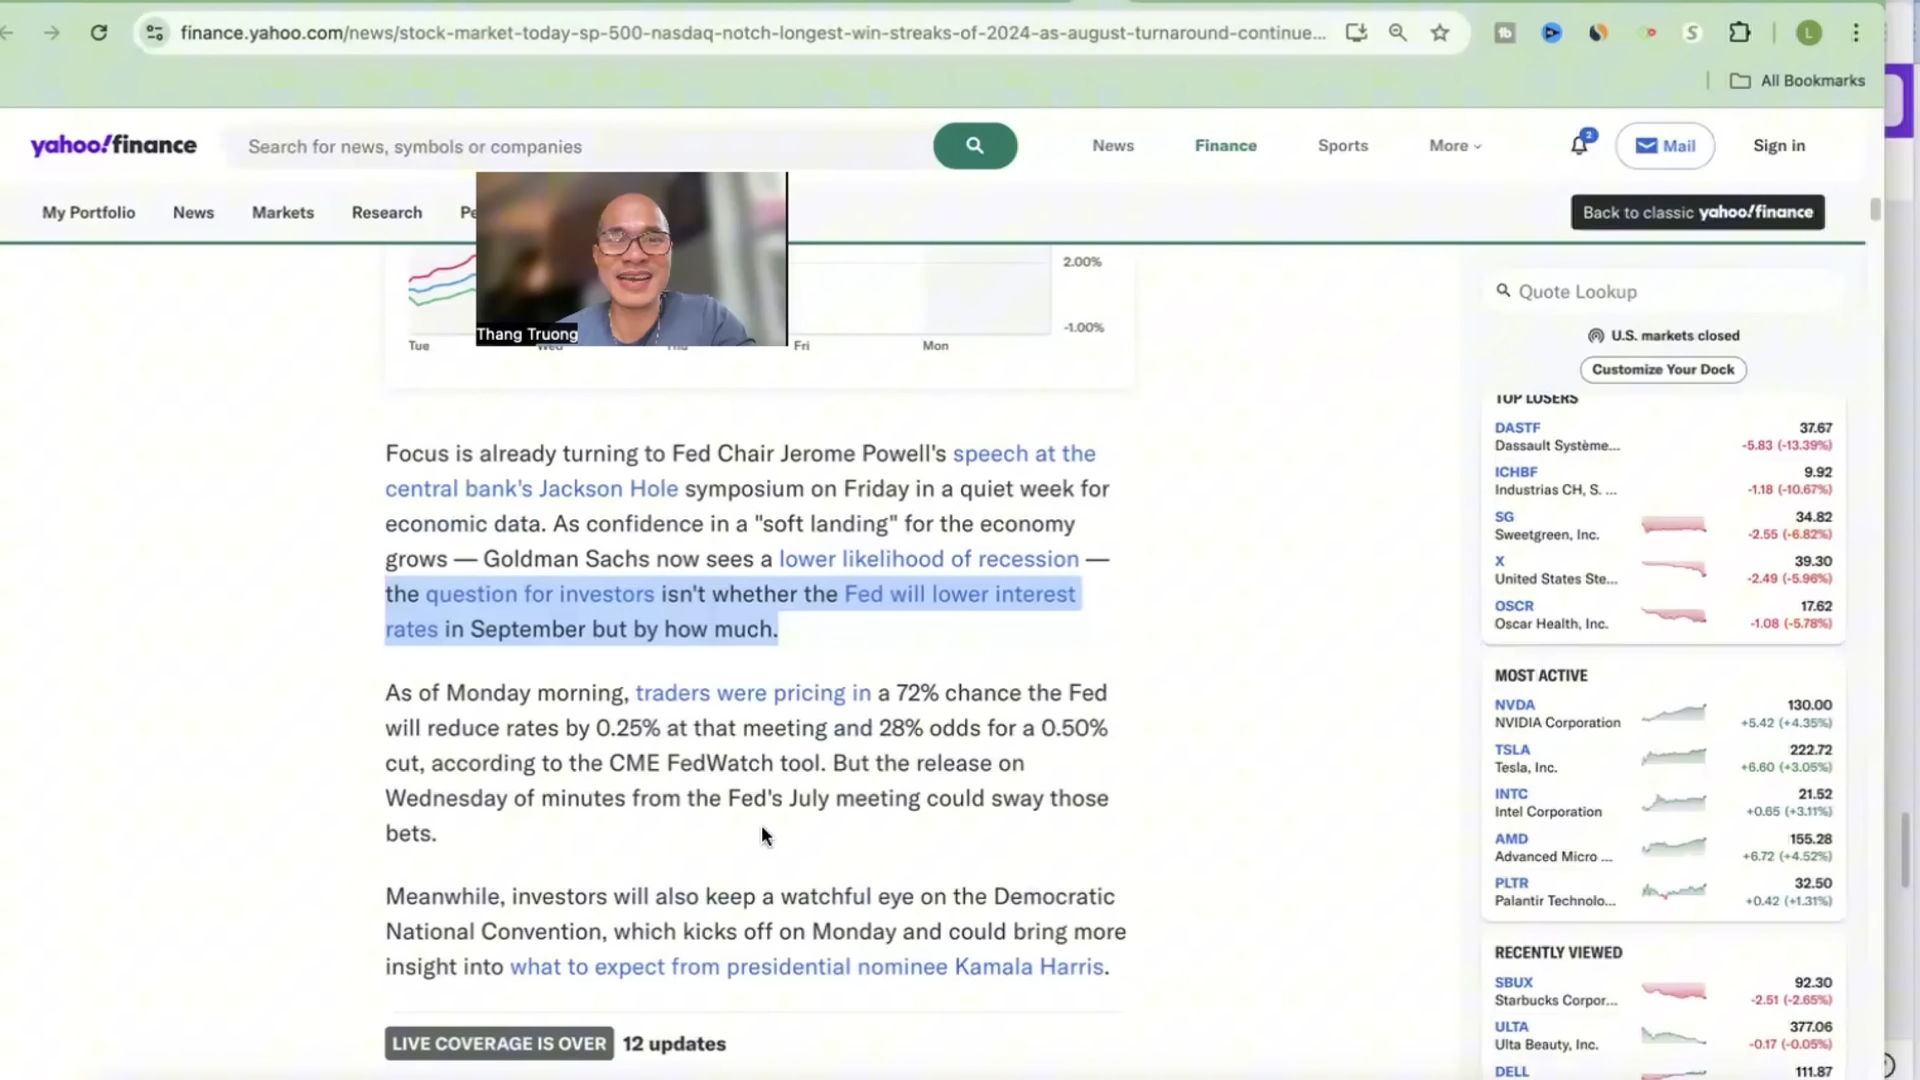 finance.yahoo.com/news/stock-market-today-sp-500-nasdaq-notch-longest-win-streaks-of-2024-as-august-turnaround-continue...
tb
S
L
All Bookmarks
yahoo!finance
Search for news, symbols or companies
News
Finance
Sports
More
2
Mail
Sign in
My Portfolio
News
Markets
Research
Pe
Back to classic yahoo!finance
2.00%
-1.00%
Tue
Fri
Mon
Thang Truong
Focus is already turning to Fed Chair Jerome Powell's speech at the
central bank's Jackson Hole symposium on Friday in a quiet week for
economic data. As confidence in a "soft landing" for the economy
grows — Goldman Sachs now sees a lower likelihood of recession —
the question for investors isn't whether the Fed will lower interest
rates in September but by how much.
As of Monday morning, traders were pricing in a 72% chance the Fed
will reduce rates by 0.25% at that meeting and 28% odds for a 0.50%
cut, according to the CME FedWatch tool. But the release on
Wednesday of minutes from the Fed's July meeting could sway those
bets.
Meanwhile, investors will also keep a watchful eye on the Democratic
National Convention, which kicks off on Monday and could bring more
insight into what to expect from presidential nominee Kamala Harris.
LIVE COVERAGE IS OVER 12 updates
Quote Lookup
U.S. markets closed
Customize Your Dock
TOP LOSERS
DASTF 37.67
Dassault Système... -5.83 (-13.39%)
ICHBF 9.92
Industrias CH, S. ... -1.18 (-10.67%)
SG 34.82
Sweetgreen, Inc. -2.55 (-6.82%)
X 39.30
United States Ste... -2.49 (-5.96%)
OSCR 17.62
Oscar Health, Inc. -1.08 (-5.78%)
MOST ACTIVE
NVDA 130.00
NVIDIA Corporation +5.42 (+4.35%)
TSLA 222.72
Tesla, Inc. +6.60 (+3.05%)
INTC 21.52
Intel Corporation +0.65 (+3.11%)
AMD 155.28
Advanced Micro ... +6.72 (+4.52%)
PLTR 32.50
Palantir Technolo... +0.42 (+1.31%)
RECENTLY VIEWED
SBUX 92.30
Starbucks Corpor... -2.51 (-2.65%)
ULTA 377.06
Ulta Beauty, Inc. -0.17 (-0.05%)
DELL 111.87